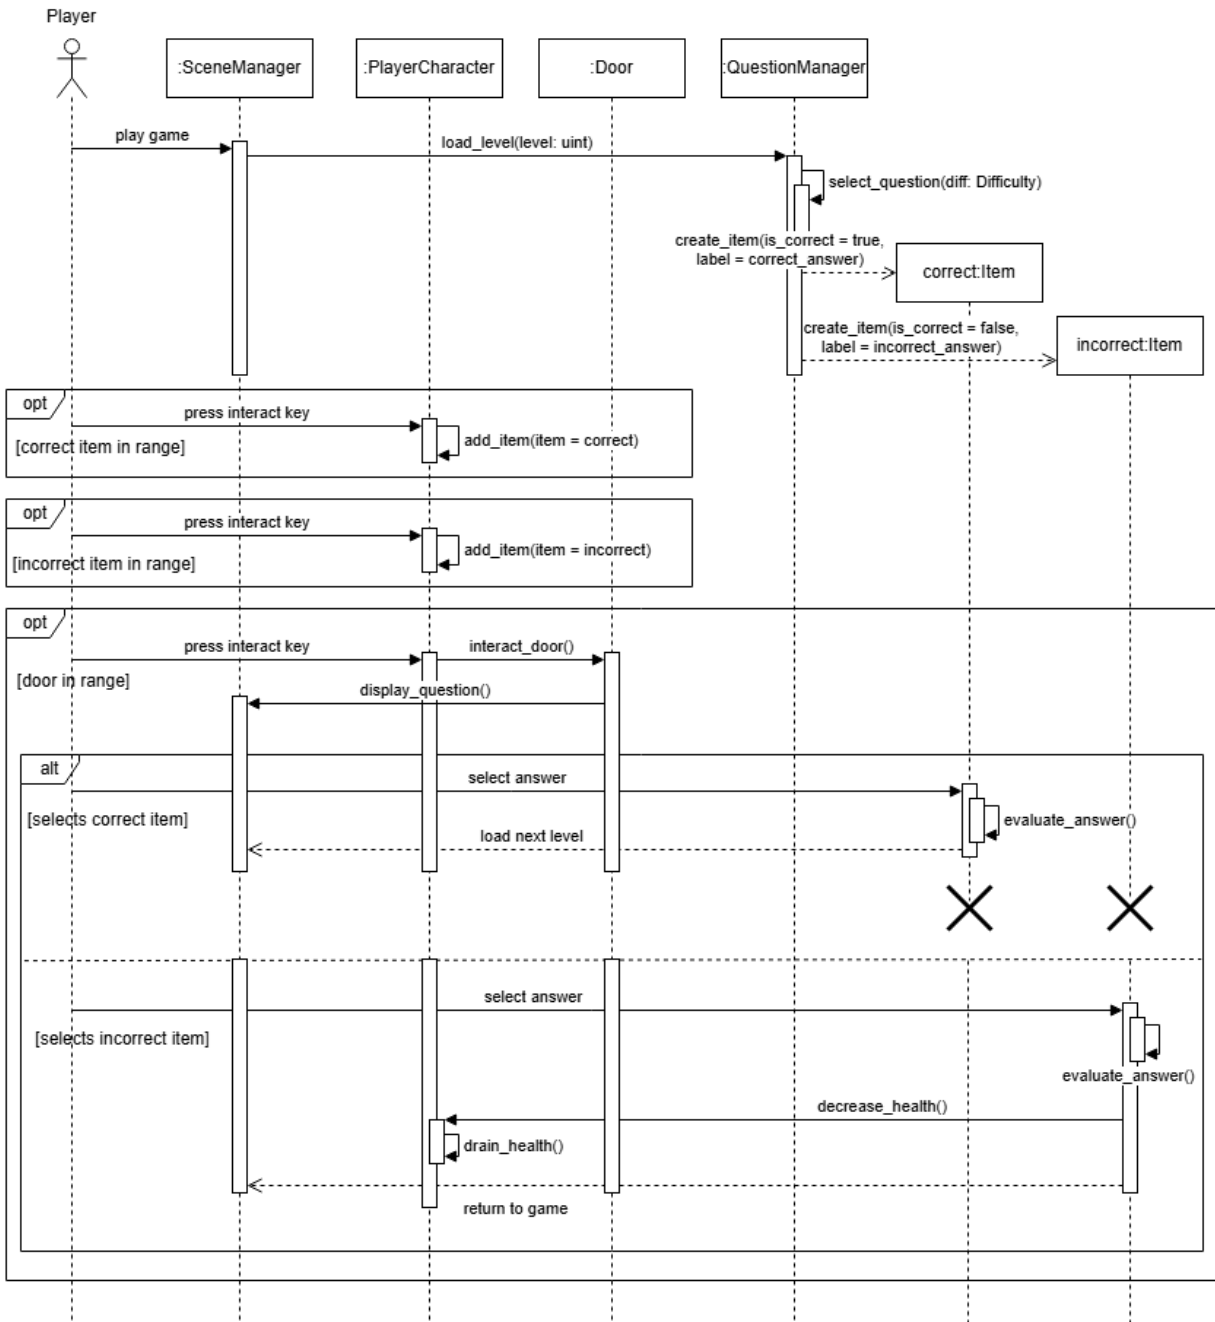 Player
:SceneManager
:PlayerCharacter
:Door
:QuestionManager
play game
load_level(level: uint)
select_question(diff: Difficulty)
create_item(is_correct = true,
label = correct_answer)
correct:Item
create_item(is_correct = false,
label = incorrect_answer)
incorrect:Item
opt
press interact key
[correct item in range]
add_item(item = correct)
opt
press interact key
[incorrect item in range]
add_item(item = incorrect)
opt
press interact key
interact_door()
[door in range]
display_question()
alt
select answer
[selects correct item]
evaluate_answer()
load next level
select answer
[selects incorrect item]
evaluate_answer()
decrease_health()
drain_health()
return to game